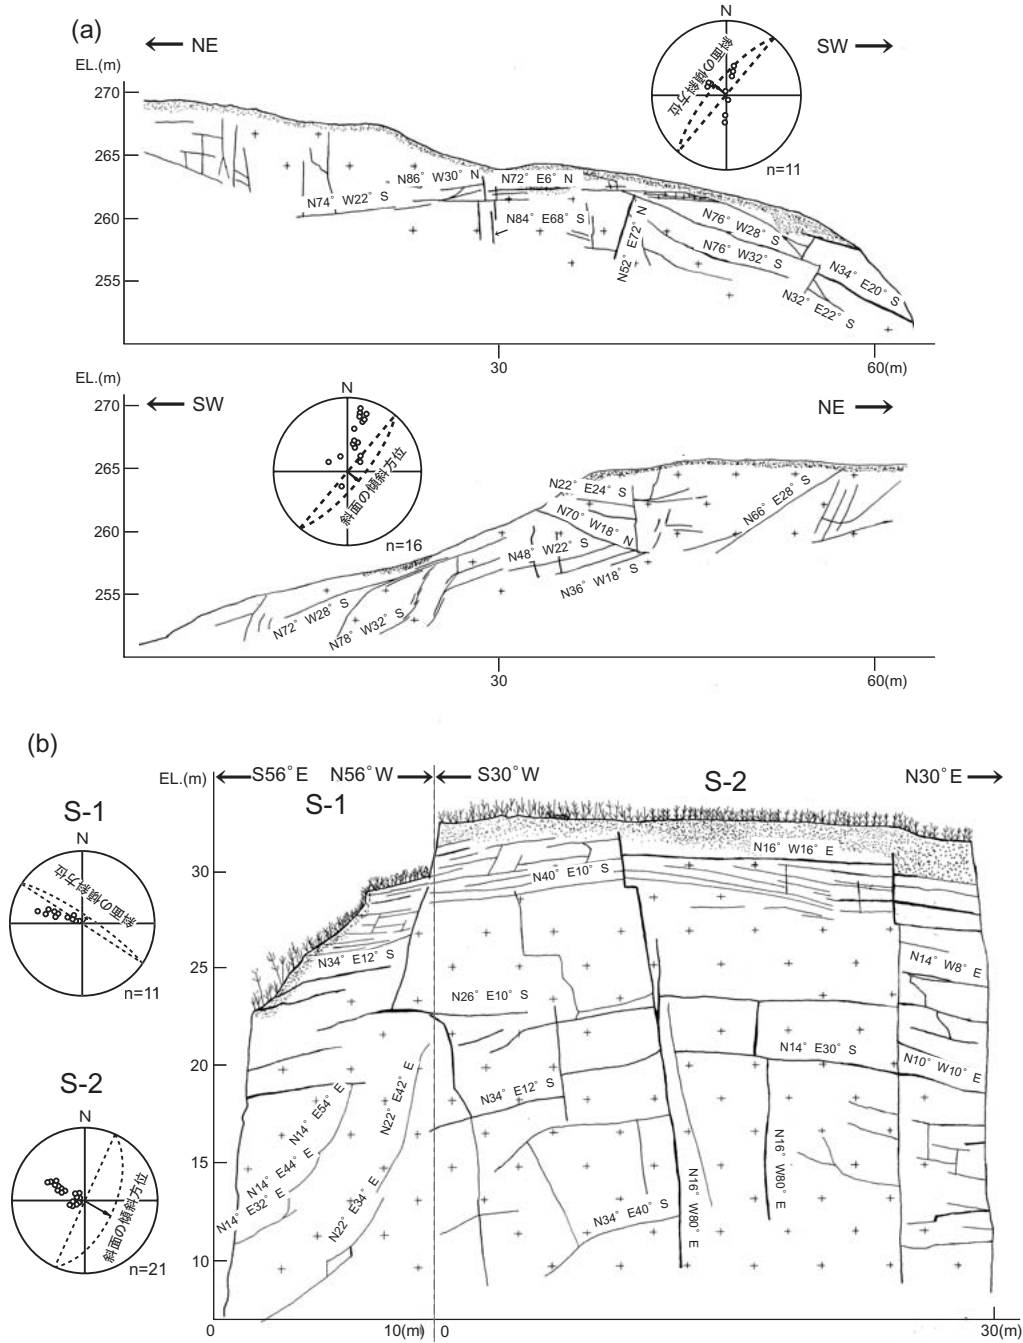 (a)
NE
SW
N
斜面の傾斜方位
n=11
EL.(m)
270
265
260
255
N74° W22° S
N86° W30° N
N72° E6° N
N84° E68° S
N52° E72° N
N76° W28° S
N76° W32° S
N34° E20° S
N32° E22° S
30
60(m)
EL.(m)
270
265
260
255
SW
NE
N
斜面の傾斜方位
n=16
N22° E24° S
N70° W18° N
N48° W22° S
N36° W18° S
N66° E28° S
N72° W28° S
N78° W32° S
30
60(m)
(b)
EL.(m)
S56°E
N56°W
S30°W
N30°E
S-1
S-2
S-1
N
斜面の傾斜方位
n=11
S-2
N
斜面の傾斜方位
n=21
30
25
20
15
10
N16° W16° E
N40° E10° S
N34° E12° S
N26° E10° S
N14° W8° E
N14° E30° S
N10° W10° E
N34° E12° S
N14° E54° E
N22° E42° E
N14° E44° E
N14° E32° E
N22° E34° E
N34° E40° S
N16° W80° E
N16° W80° E
0
10(m)
0
30(m)